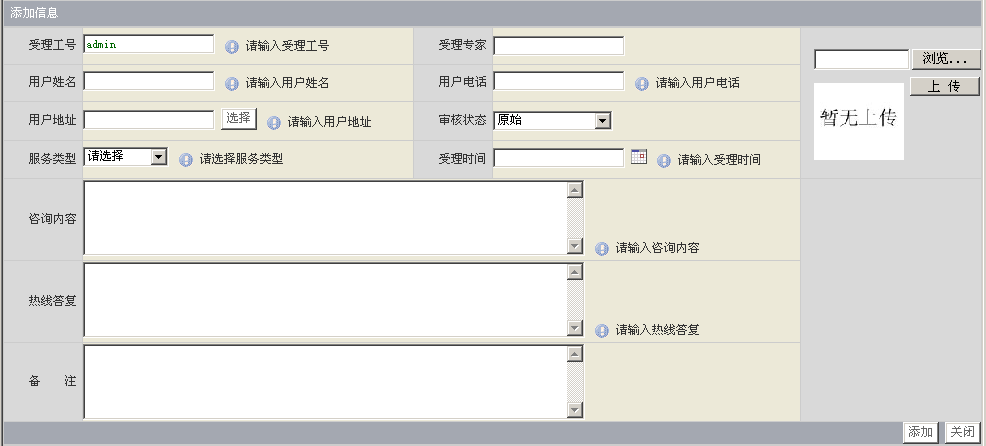 添加信息
受理工号 admin 请输入受理工号 受理专家
浏览...
用户姓名 请输入用户姓名 用户电话 请输入用户电话
上 传
暂无上传
用户地址 选择 请输入用户地址 审核状态 原始
服务类型 请选择 请选择服务类型 受理时间 请输入受理时间
咨询内容 请输入咨询内容
热线答复 请输入热线答复
备 注
添加 关闭